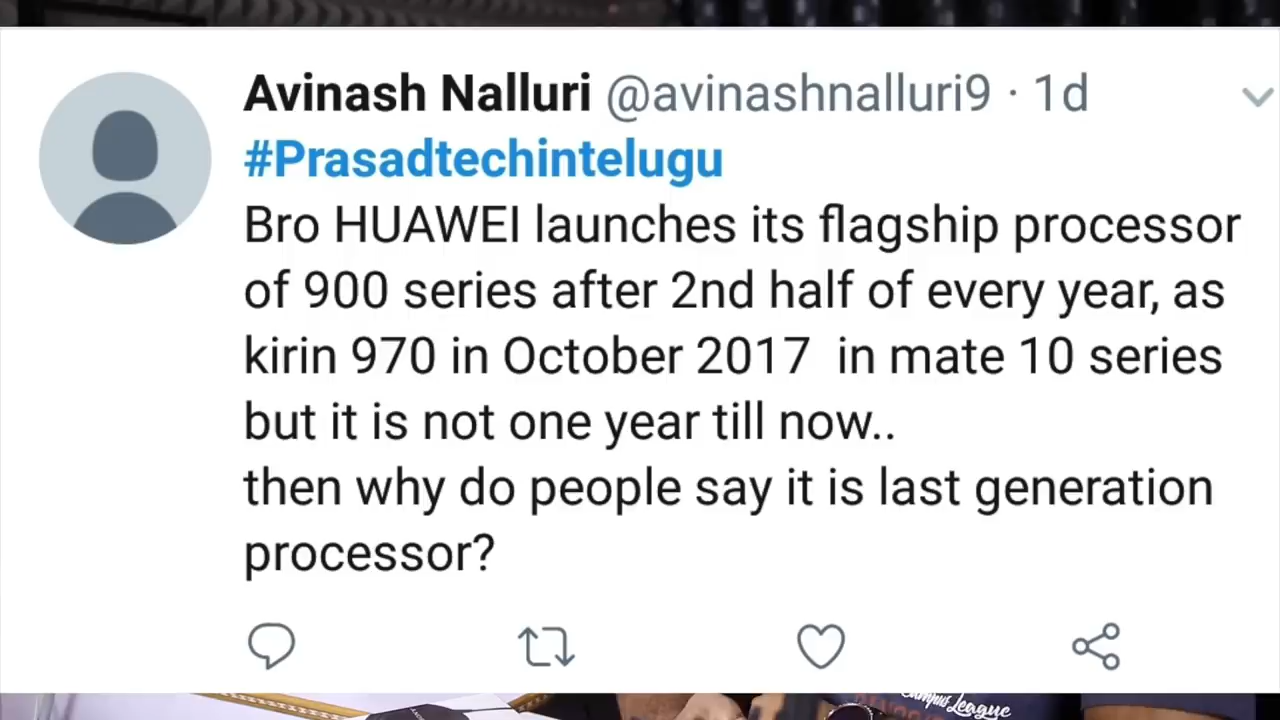 Avinash Nalluri @avinashnalluri9 · 1d
#Prasadtechintelugu
Bro HUAWEI launches its flagship processor
of 900 series after 2nd half of every year, as
kirin 970 in October 2017 in mate 10 series
but it is not one year till now..
then why do people say it is last generation
processor?
Campus League